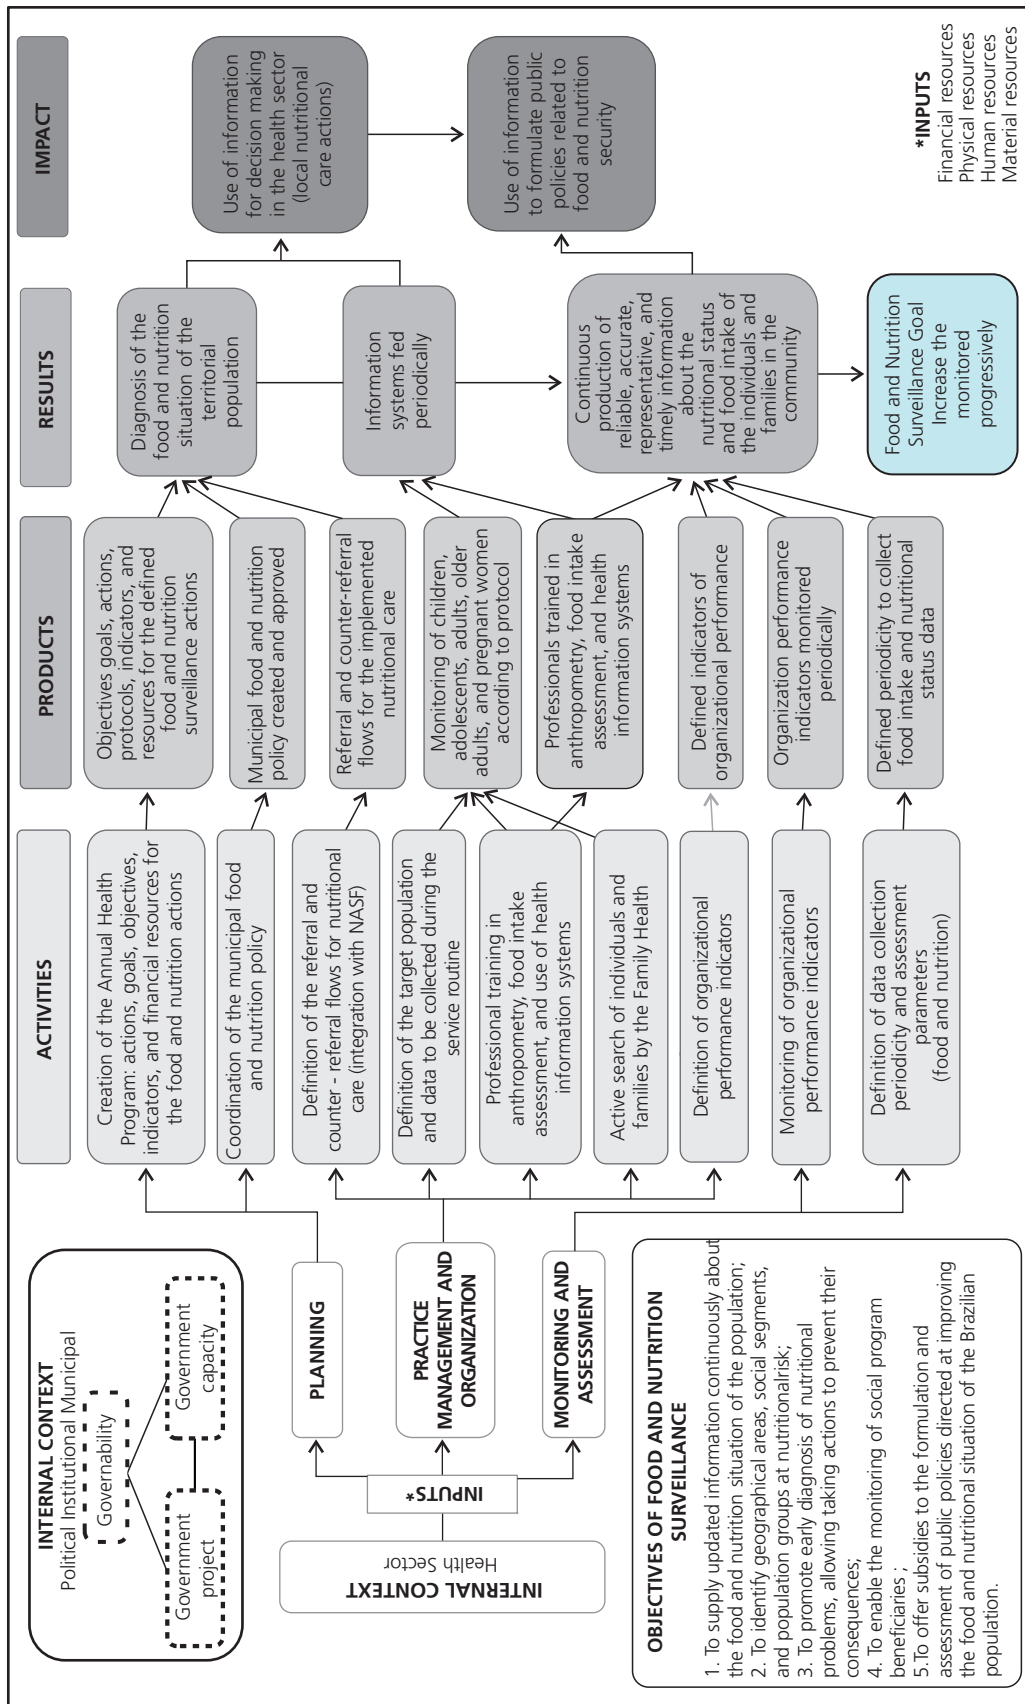 INTERNAL CONTEXT
Political Institutional Municipal
Governability
Government
project
Government
capacity
INTERNAL CONTEXT
Health Sector
INPUTS*
PLANNING
PRACTICE
MANAGEMENT AND
ORGANIZATION
MONITORING AND
ASSESSMENT
OBJECTIVES OF FOOD AND NUTRITION
SURVEILLANCE
1. To supply updated information continuously about
the food and nutrition situation of the population;
2. To identify geographical areas, social segments,
and population groups at nutritionalrisk;
3. To promote early diagnosis of nutritional
problems, allowing taking actions to prevent their
consequences;
4. To enable the monitoring of social program
beneficiaries ;
5.To offer subsidies to the formulation and
assessment of public policies directed at improving
the food and nutritional situation of the Brazilian
population.
ACTIVITIES
Creation of the Annual Health
Program: actions, goals, objectives,
indicators, and financial resources for
the food and nutrition actions
Coordination of the municipal food
and nutrition policy
Definition of the referral and
counter - referral flows for nutritional
care (integration with NASF)
Definition of the target population
and data to be collected during the
service routine
Professional training in
anthropometry, food intake
assessment, and use of health
information systems
Active search of individuals and
families by the Family Health
Definition of organizational
performance indicators
Monitoring of organizational
performance indicators
Definition of data collection
periodicity and assessment
parameters
(food and nutrition)
PRODUCTS
Objectives goals, actions,
protocols, indicators, and
resources for the defined
food and nutrition
surveillance actions
Municipal food and nutrition
policy created and approved
Referral and counter-referral
flows for the implemented
nutritional care
Monitoring of children,
adolescents, adults, older
adults, and pregnant women
according to protocol
Professionals trained in
anthropometry, food intake
assessment, and health
information systems
Defined indicators of
organizational performance
Organization performance
indicators monitored
periodically
Defined periodicity to collect
food intake and nutritional
status data
RESULTS
Diagnosis of the
food and nutrition
situation of the
territorial
population
Information
systems fed
periodically
Continuous
production of
reliable, accurate,
representative, and
timely information
about the
nutritional status
and food intake of
the individuals and
families in the
community
Food and Nutrition
Surveillance Goal
Increase the
monitored
progressively
IMPACT
Use of information
for decision making
in the health sector
(local nutritional
care actions)
Use of information
to formulate public
policies related to
food and nutrition
security
*INPUTS
Financial resources
Physical resources
Human resources
Material resources